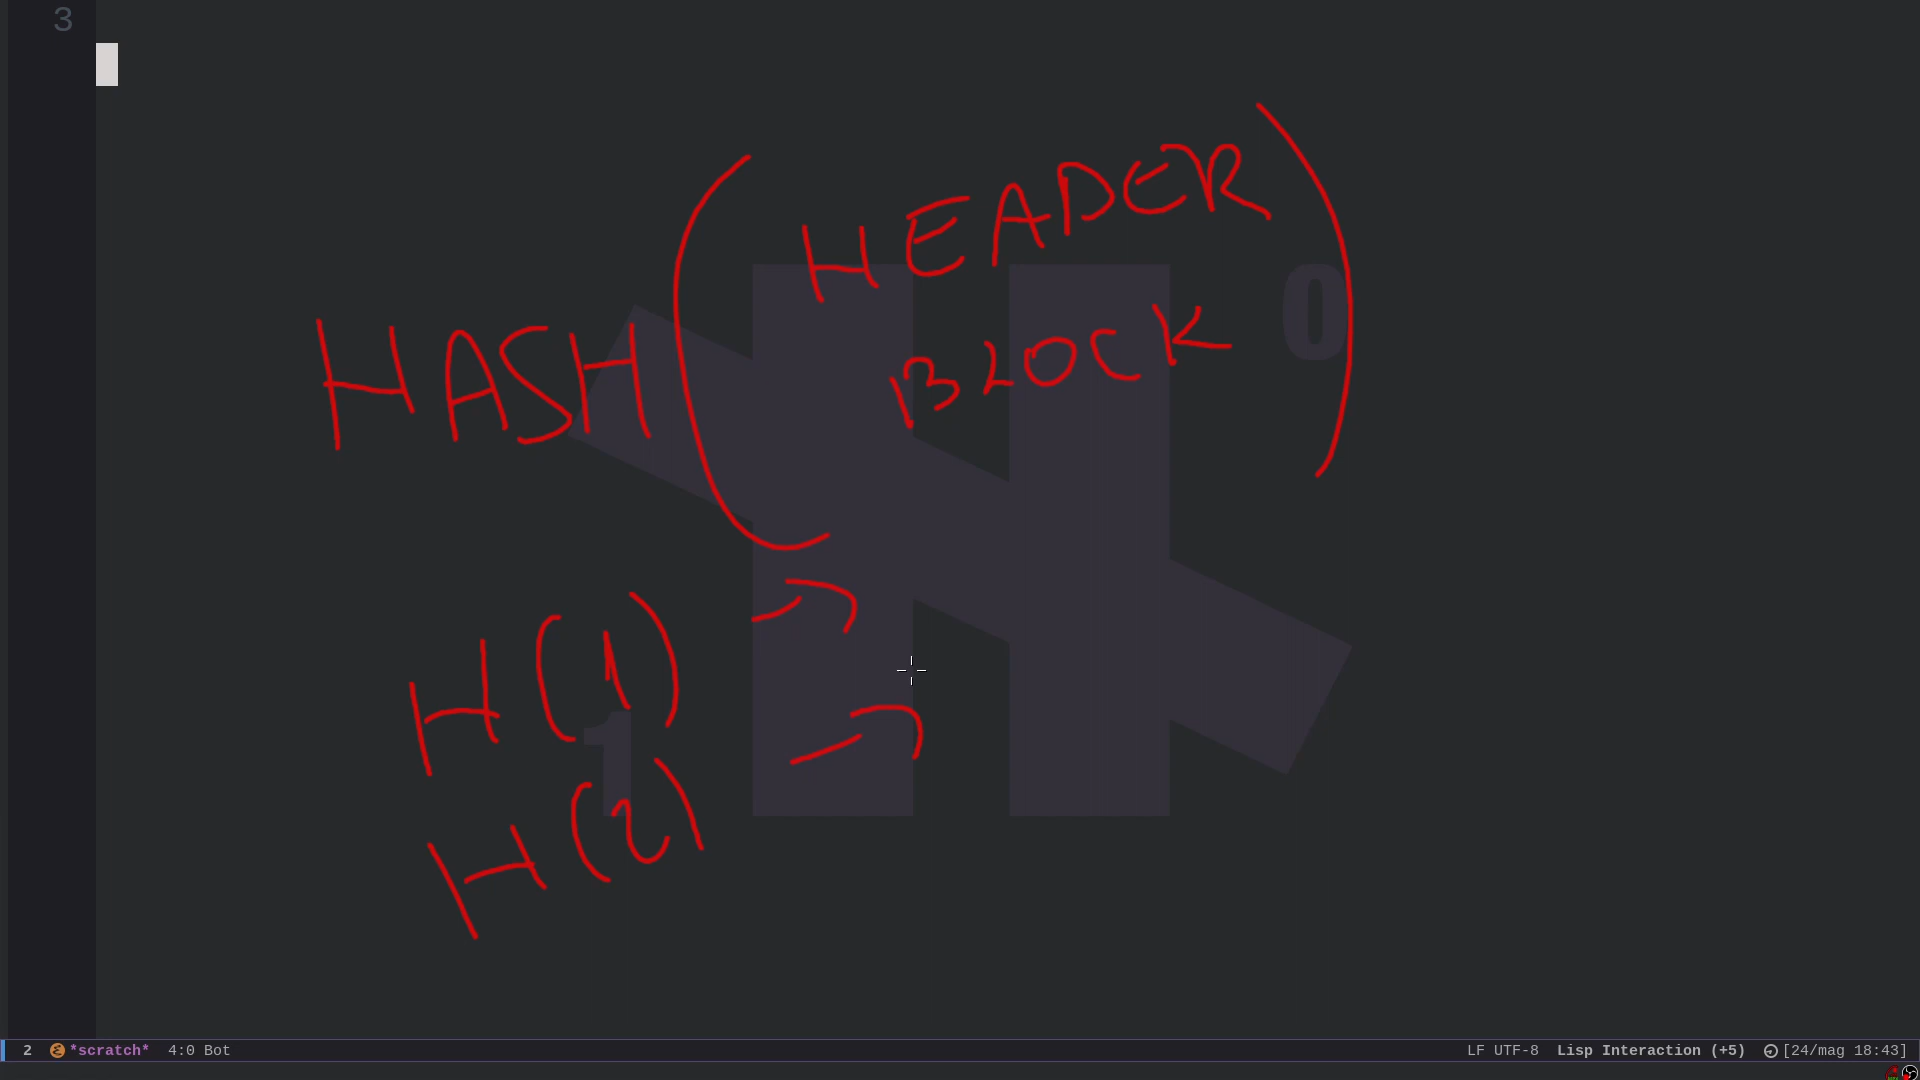 3
HASH ( HEADER
BLOCK )
0
H(1) →
1
H(2) →
2 *scratch* 4:0 Bot LF UTF-8 Lisp Interaction (+5) [24/mag 18:43]